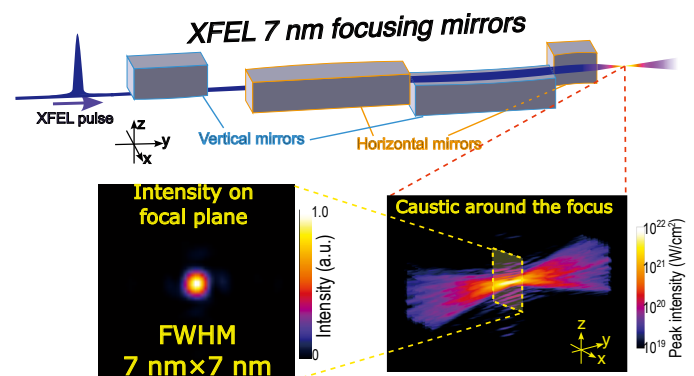 XFEL 7 nm focusing mirrors
XFEL pulse
Vertical mirrors
Horizontal mirrors
z
y
x
Intensity on
focal plane
1.0
Intensity (a.u.)
0
FWHM
7 nm×7 nm
Caustic around the focus
10²²
10²¹
10²⁰
10¹⁹
Peak intensity (W/cm²)
z
y
x